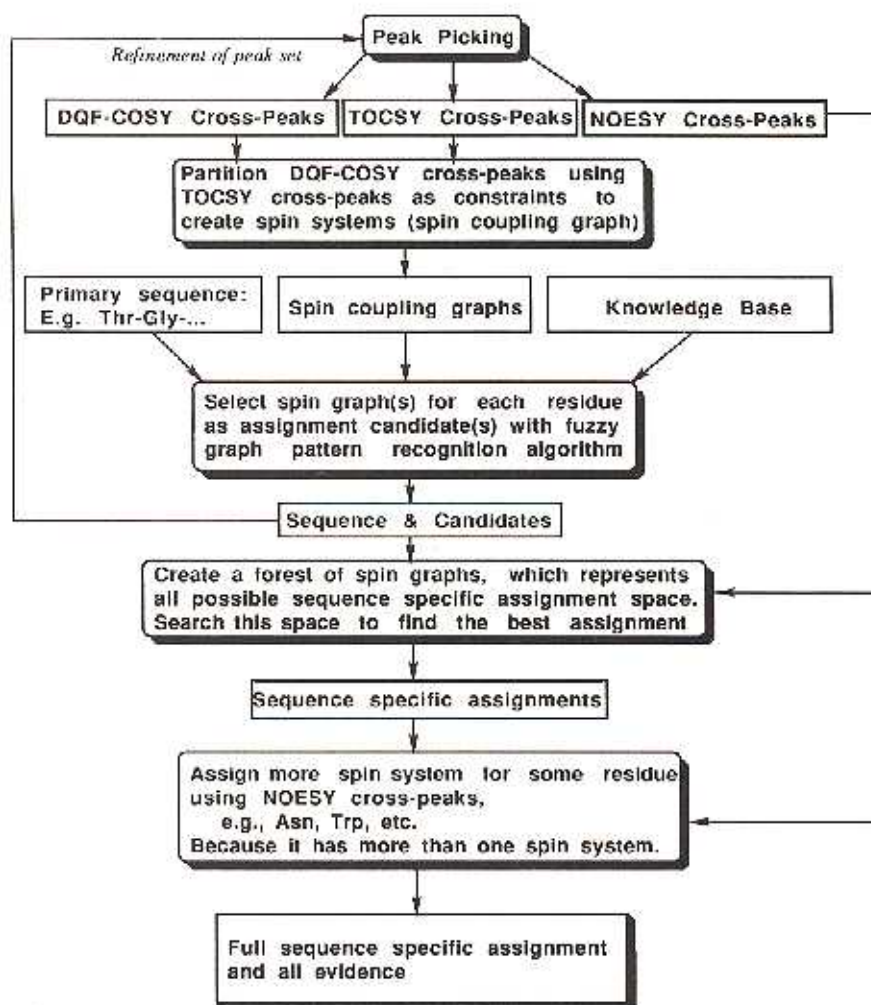 Peak Picking
Refinement of peak set
DQF-COSY Cross-Peaks
TOCSY Cross-Peaks
NOESY Cross-Peaks
Partition DQF-COSY cross-peaks using
TOCSY cross-peaks as constraints to
create spin systems (spin coupling graph)
Primary sequence:
E.g. Thr-Gly-...
Spin coupling graphs
Knowledge Base
Select spin graph(s) for each residue
as assignment candidate(s) with fuzzy
graph pattern recognition algorithm
Sequence & Candidates
Create a forest of spin graphs, which represents
all possible sequence specific assignment space.
Search this space to find the best assignment
Sequence specific assignments
Assign more spin system for some residue
using NOESY cross-peaks,
e.g., Asn, Trp, etc.
Because it has more than one spin system.
Full sequence specific assignment
and all evidence